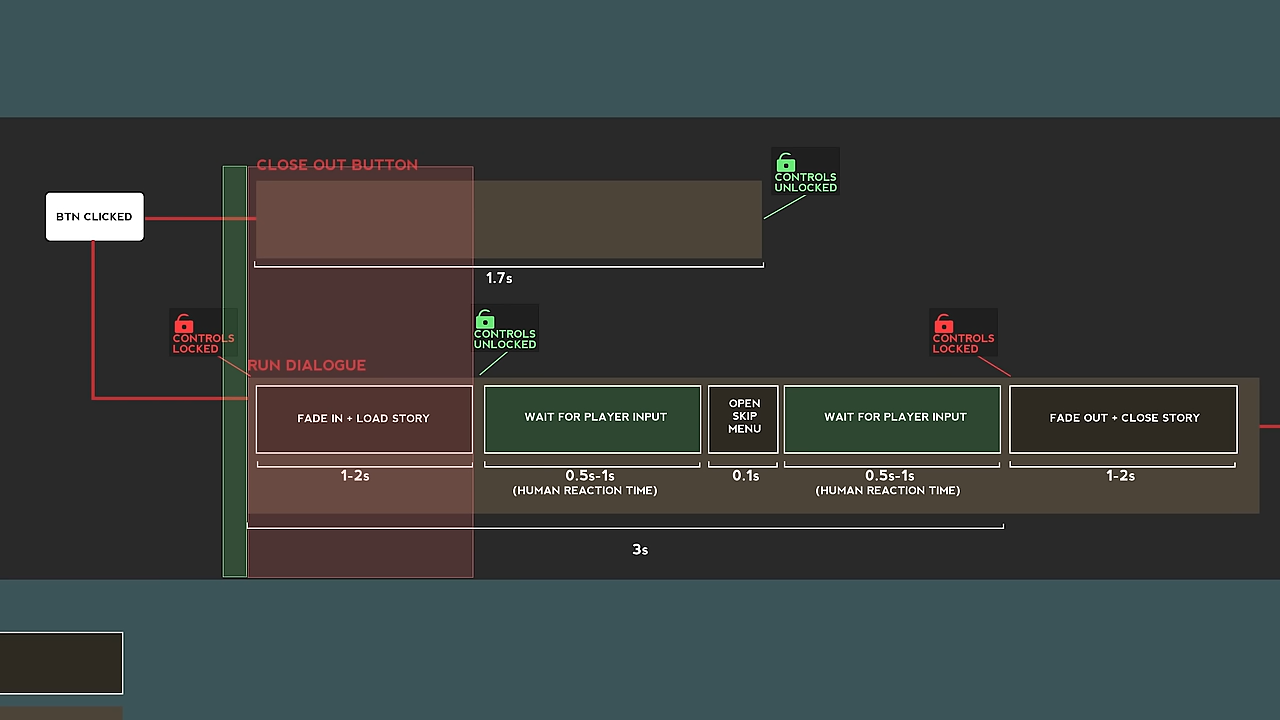 CLOSE OUT BUTTON
CONTROLS
UNLOCKED
BTN CLICKED
1.7s
CONTROLS
LOCKED
CONTROLS
UNLOCKED
CONTROLS
LOCKED
RUN DIALOGUE
FADE IN + LOAD STORY
WAIT FOR PLAYER INPUT
OPEN
SKIP
MENU
WAIT FOR PLAYER INPUT
FADE OUT + CLOSE STORY
1-2s
0.5s-1s
(HUMAN REACTION TIME)
0.1s
0.5s-1s
(HUMAN REACTION TIME)
1-2s
3s